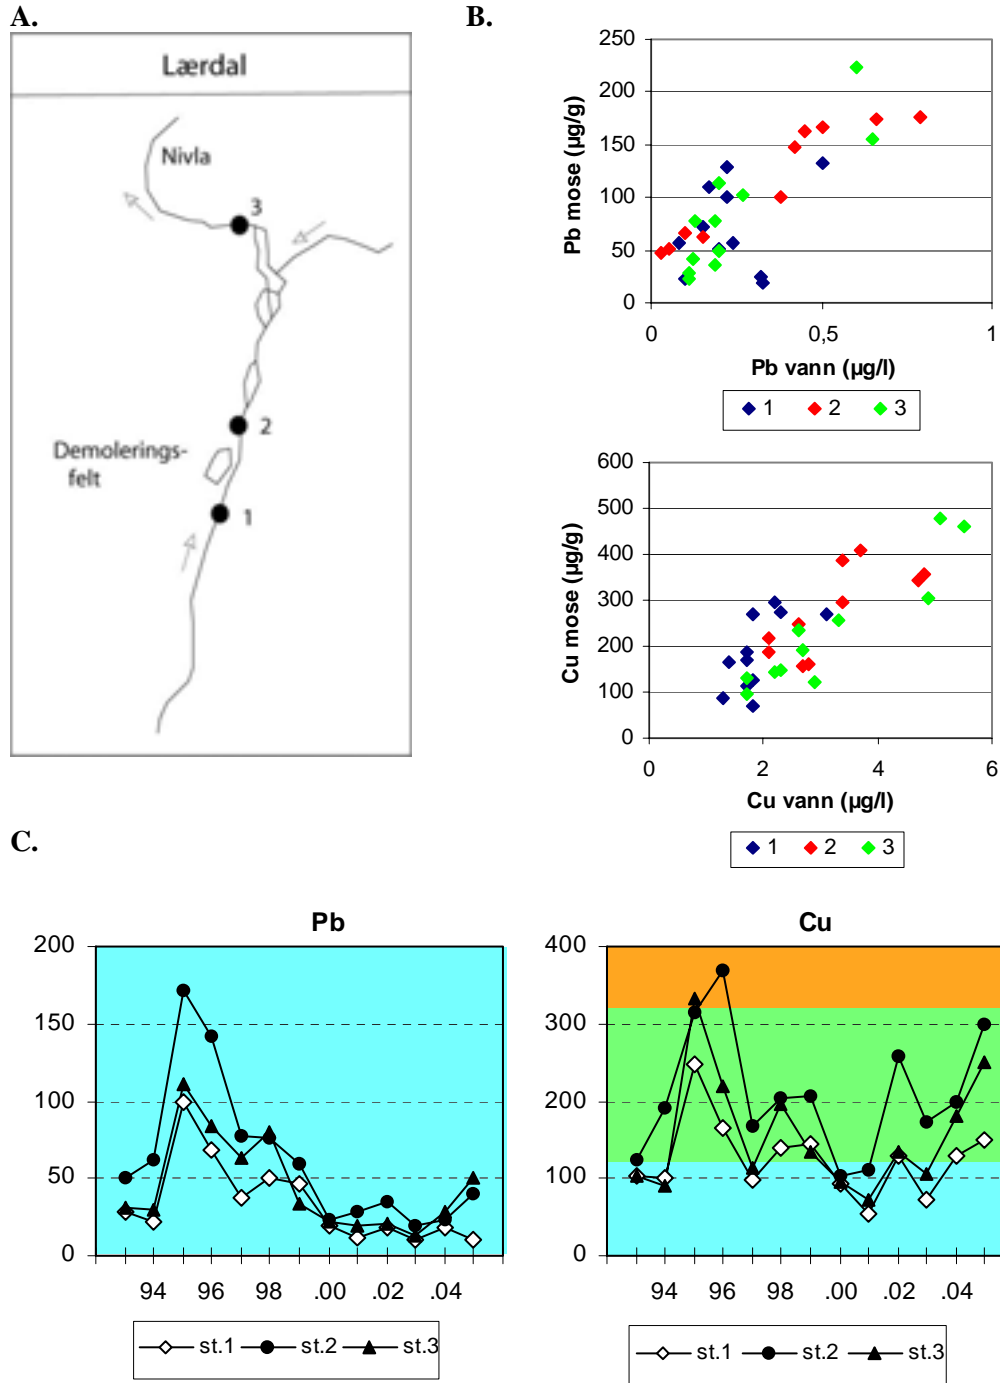 A.
Lærdal
Nivla
3
2
Demolerings-
felt
1
B.
250
200
150
100
50
0
0
0,5
1
Pb mose (µg/g)
Pb vann (µg/l)
1 2 3
600
500
400
300
200
100
0
0
2
4
6
Cu mose (µg/g)
Cu vann (µg/l)
1 2 3
C.
Pb
200
150
100
50
0
94 96 98 .00 .02 .04
st.1 st.2 st.3
Cu
400
300
200
100
0
94 96 98 .00 .02 .04
st.1 st.2 st.3